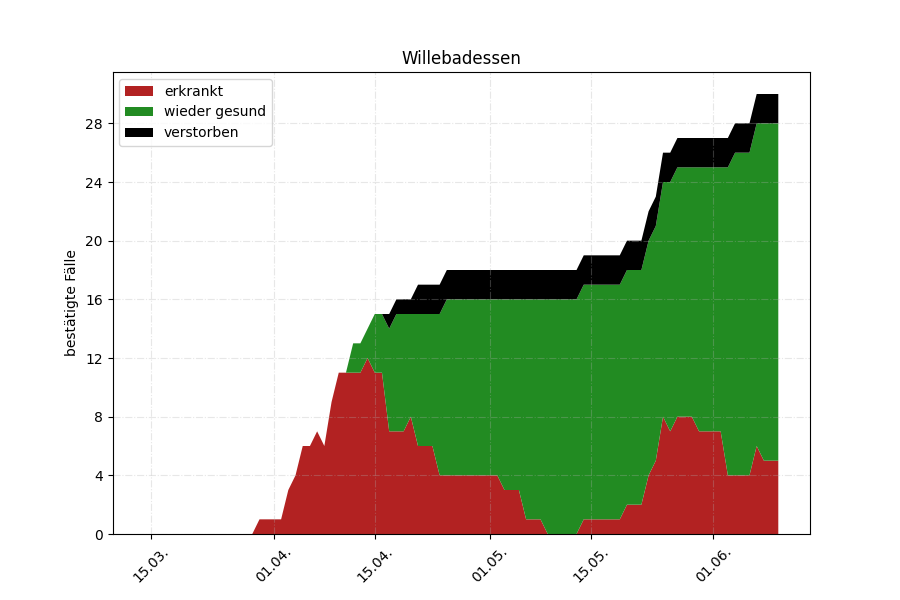 Willebadessen
erkrankt
wieder gesund
verstorben
bestätigte Fälle
28
24
20
16
12
8
4
0
15.03.
01.04.
15.04.
01.05.
15.05.
01.06.